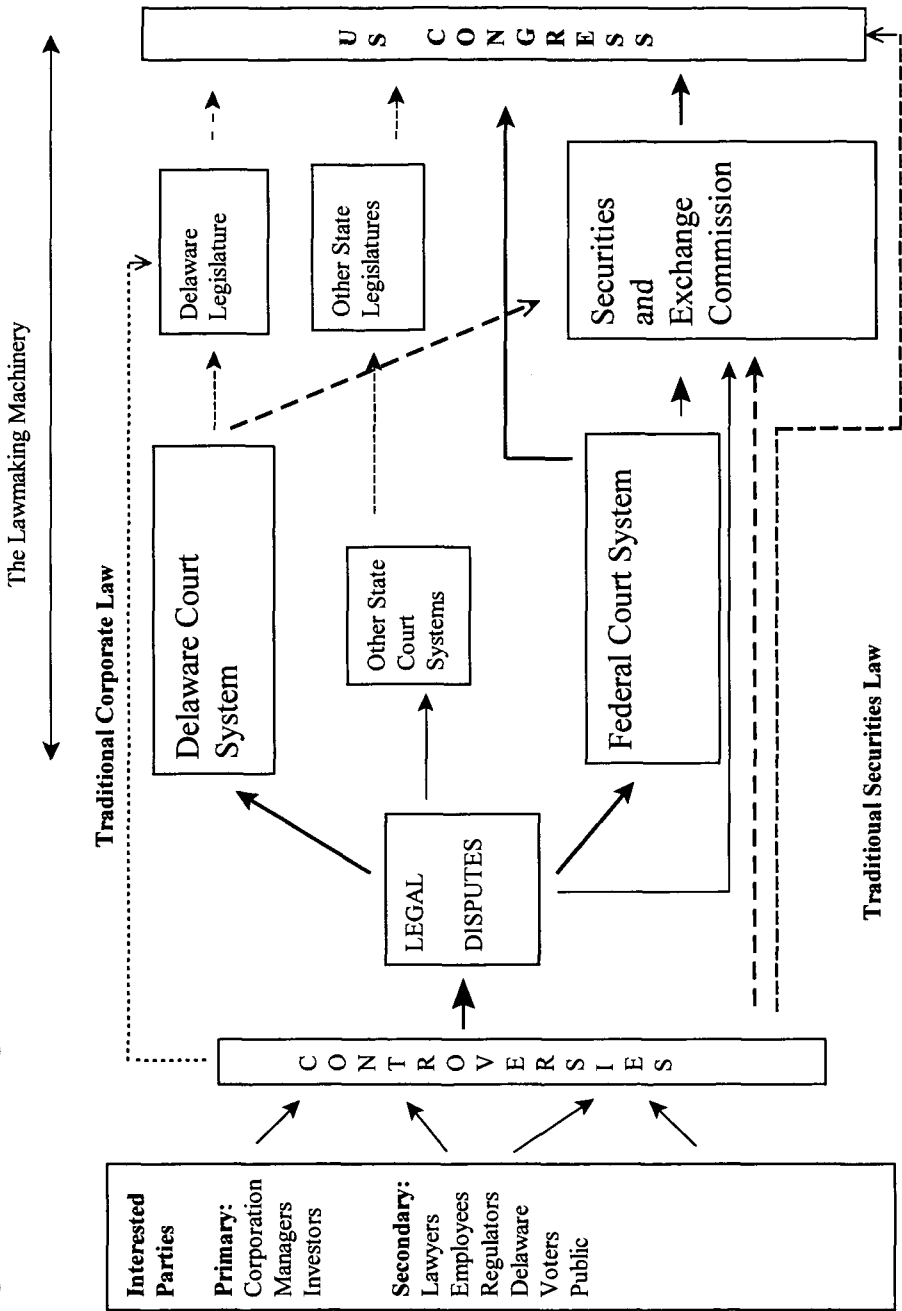 The Lawmaking Machinery
Traditional Corporate Law
Interested
Parties
Primary:
Corporation
Managers
Investors
Secondary:
Lawyers
Employees
Regulators
Delaware
Voters
Public
CONTROVERSIES
LEGAL
DISPUTES
Delaware Court
System
Other State
Court
Systems
Federal Court System
Delaware
Legislature
Other State
Legislatures
Securities
and
Exchange
Commission
US CONGRESS
Traditioual Securities Law